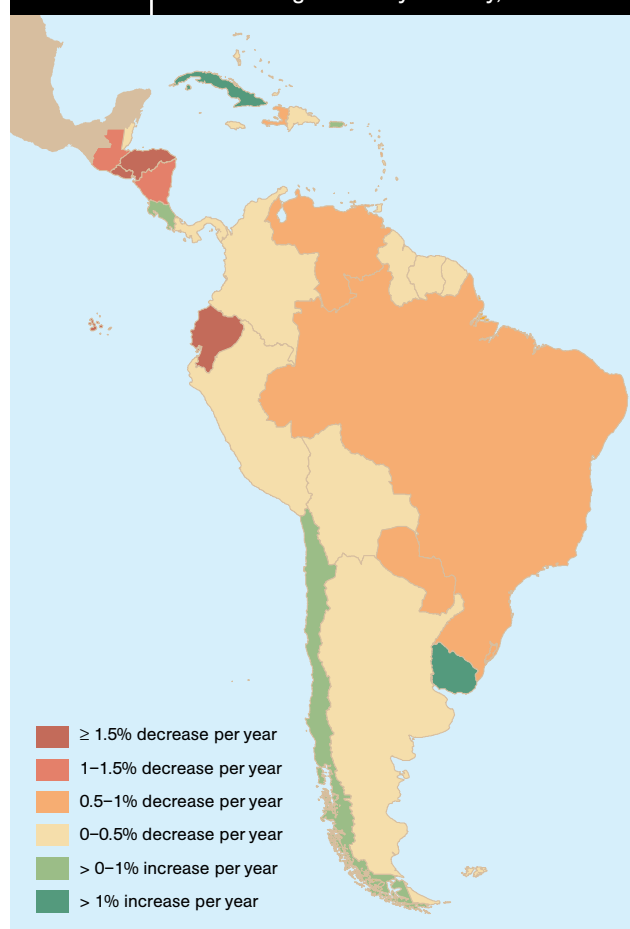 ≥ 1.5% decrease per year
1–1.5% decrease per year
0.5–1% decrease per year
0–0.5% decrease per year
> 0–1% increase per year
> 1% increase per year